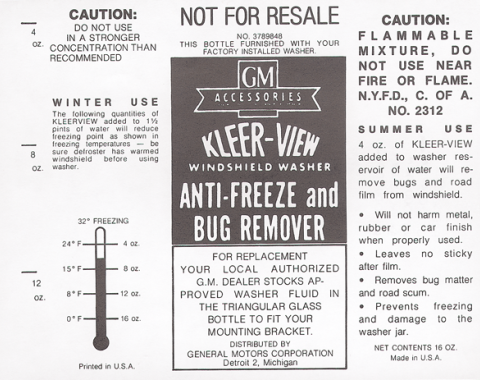 4
oz.
8
oz.
12
oz.
CAUTION:
DO NOT USE
IN A STRONGER
CONCENTRATION THAN
RECOMMENDED
WINTER USE
The following quantities of
KLEERVIEW added to 1½
pints of water will reduce
freezing point as shown in
freezing temperatures — be
sure defroster has warmed
windshield before using
washer.
32° FREEZING
24° F 4 oz.
15° F 8 oz.
8° F 12 oz.
0° F 16 oz.
Printed in U.S.A.
NOT FOR RESALE
NO. 3789848
THIS BOTTLE FURNISHED WITH YOUR
FACTORY INSTALLED WASHER.
GM
ACCESSORIES
KLEER-VIEW
WINDSHIELD WASHER
ANTI-FREEZE and
BUG REMOVER
FOR REPLACEMENT
YOUR LOCAL AUTHORIZED
G.M. DEALER STOCKS AP-
PROVED WASHER FLUID IN
THE TRIANGULAR GLASS
BOTTLE TO FIT YOUR
MOUNTING BRACKET.
DISTRIBUTED BY
GENERAL MOTORS CORPORATION
Detroit 2, Michigan
CAUTION:
FLAMMABLE
MIXTURE, DO
NOT USE NEAR
FIRE OR FLAME.
N.Y.F.D., C. OF A.
NO. 2312
SUMMER USE
4 oz. of KLEER-VIEW
added to washer res-
ervoir of water will re-
move bugs and road
film from windshield.
• Will not harm metal,
rubber or car finish
when properly used.
• Leaves no sticky
after film.
• Removes bug matter
and road scum.
• Prevents freezing
and damage to the
washer jar.
NET CONTENTS 16 OZ.
Made in U.S.A.